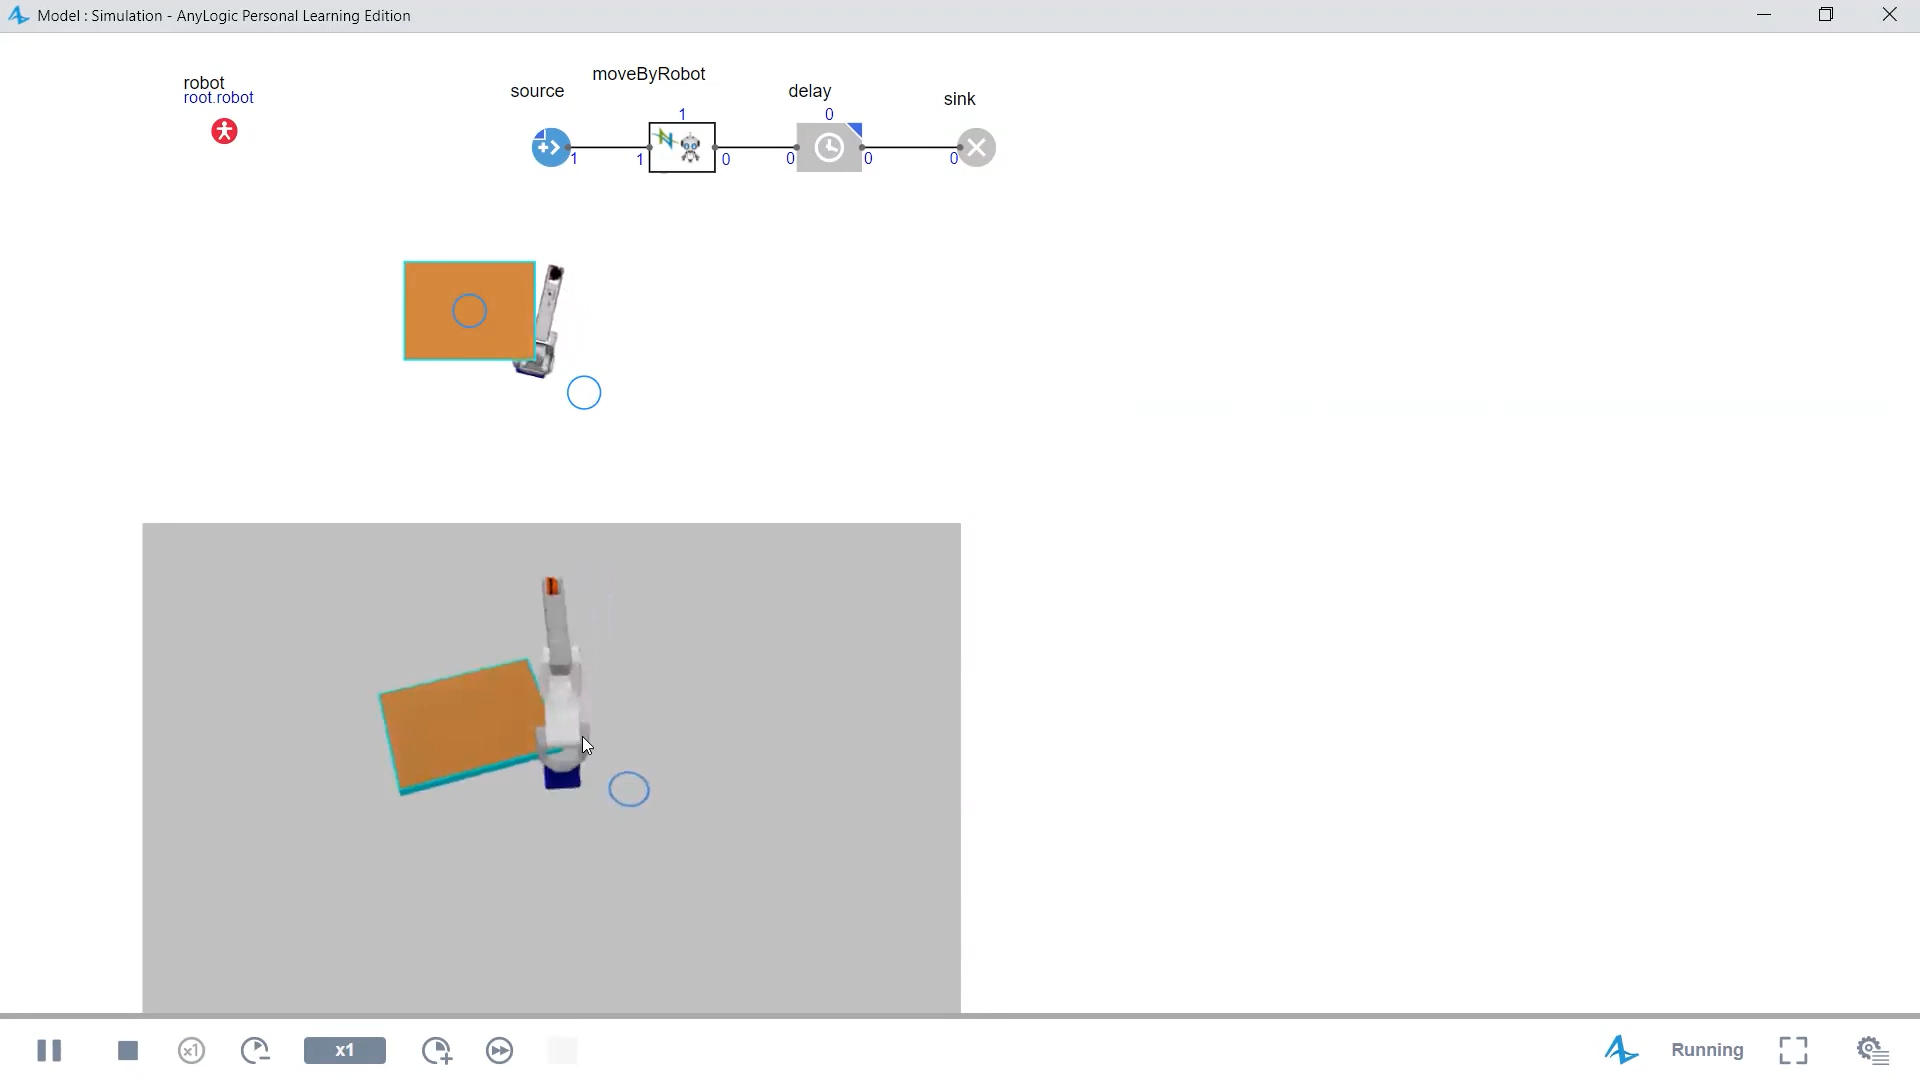 Model : Simulation - AnyLogic Personal Learning Edition
robot
root.robot
source
moveByRobot
delay
sink
1
0
1
1
0
0
0
0
x1
x1
Running